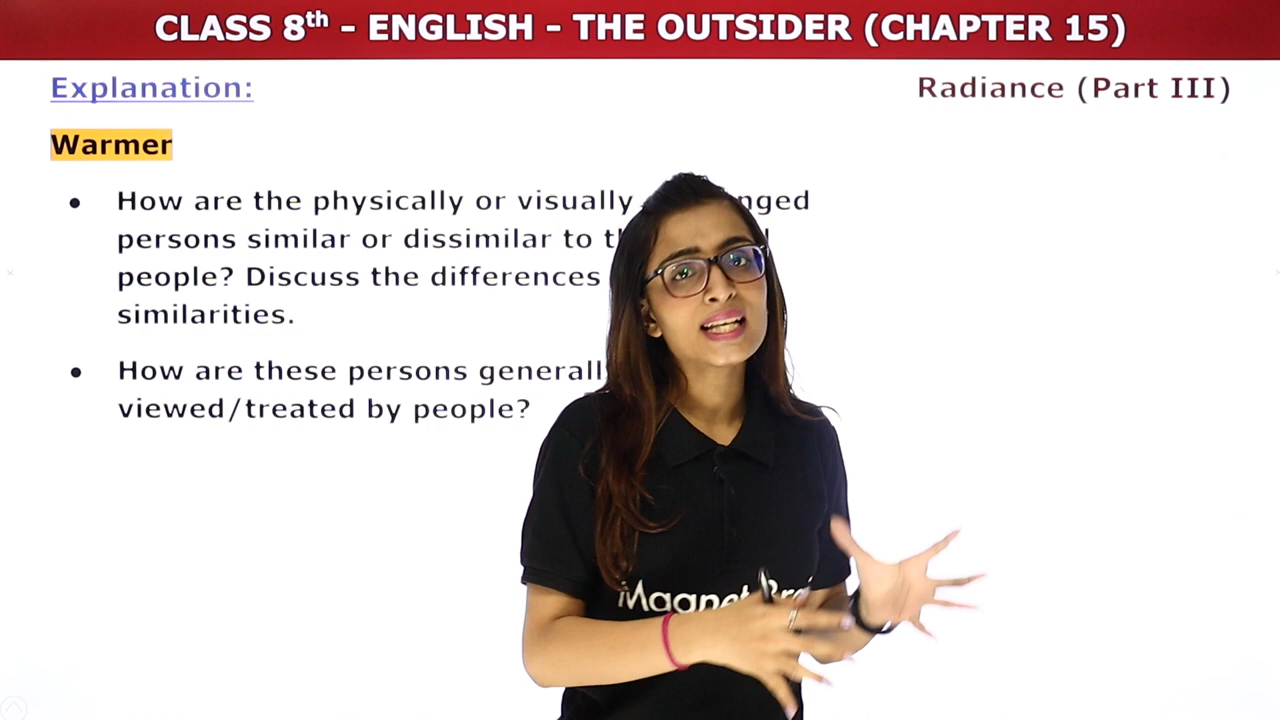 CLASS 8th - ENGLISH - THE OUTSIDER (CHAPTER 15)
Explanation:
Radiance (Part III)
Warmer
• How are the physically or visually
persons similar or dissimilar to
people? Discuss the differences
similarities.
• How are these persons
viewed/treated by people?
Magnet